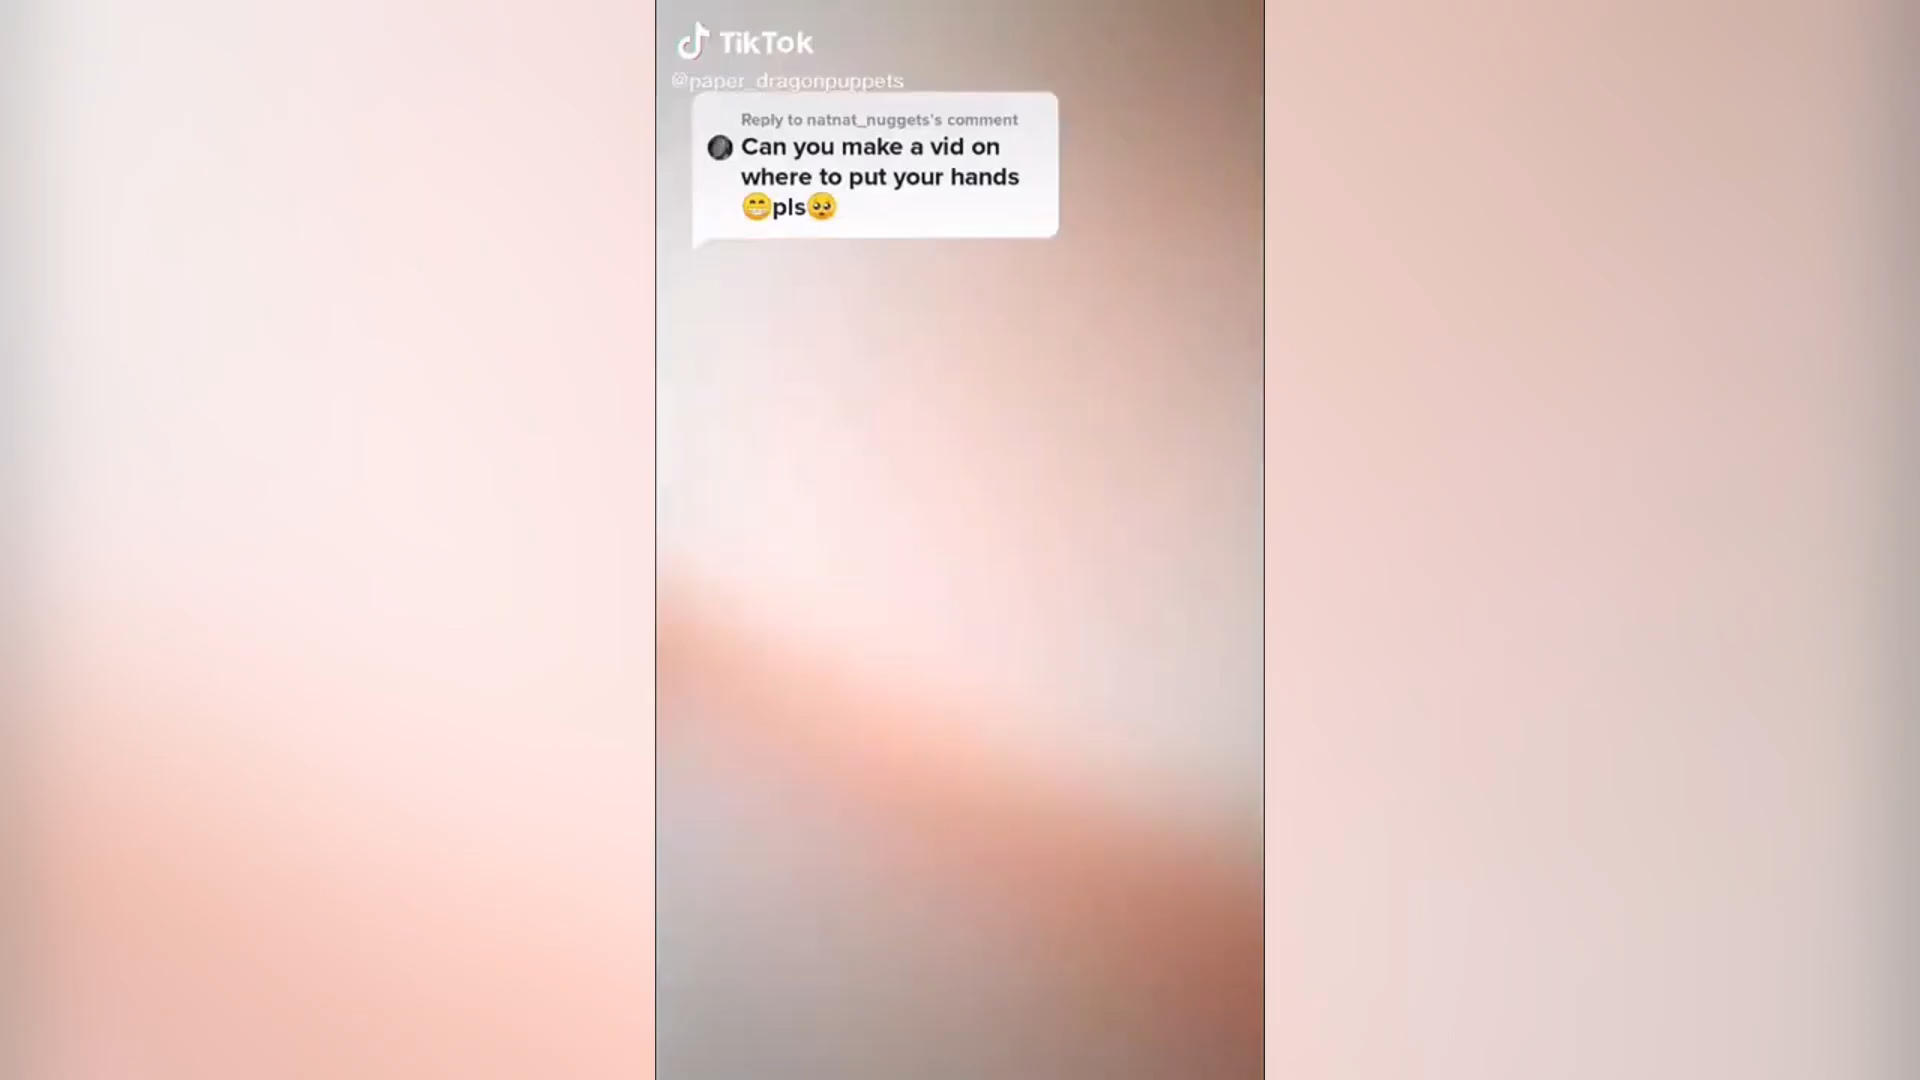 TikTok
@paper_dragonpuppets
Reply to natnat_nuggets's comment
Can you make a vid on
where to put your hands
😁pls🥺